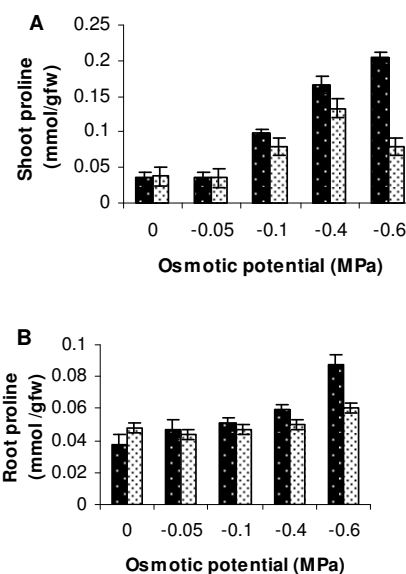 A
Shoot proline
(mmol/gfw)
0.25
0.2
0.15
0.1
0.05
0
0 -0.05 -0.1 -0.4 -0.6
Osmotic potential (MPa)
B
Root proline
(mmol /gfw)
0.1
0.08
0.06
0.04
0.02
0
0 -0.05 -0.1 -0.4 -0.6
Osmotic potential (MPa)